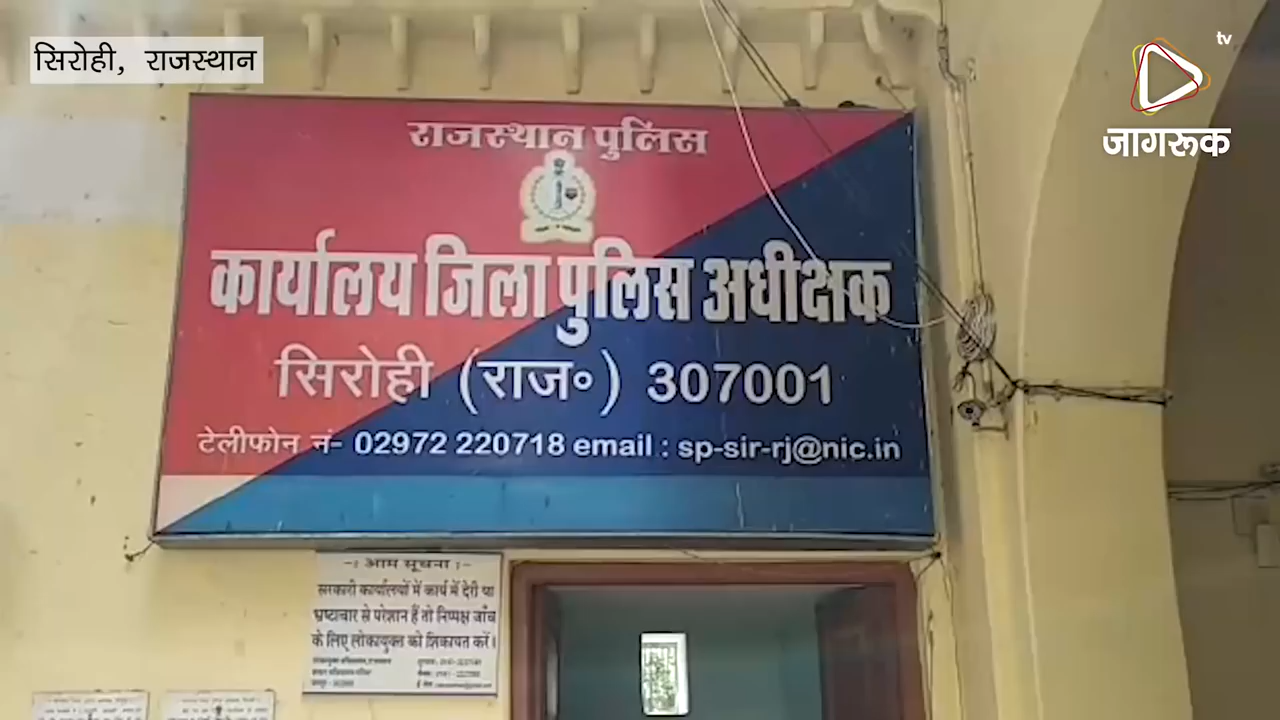 सिरोही, राजस्थान
tv
जागरूक
राजस्थान पुलिस
कार्यालय जिला पुलिस अधीक्षक
सिरोही (राज॰) 307001
टेलीफोन नं- 02972 220718 email : sp-sir-rj@nic.in
-: आम सूचना :-
सरकारी कार्यालयों में कार्य में देरी या
भ्रष्टाचार से परेशान हैं तो निष्पक्ष जाँच
के लिए लोकायुक्त को शिकायत करें।